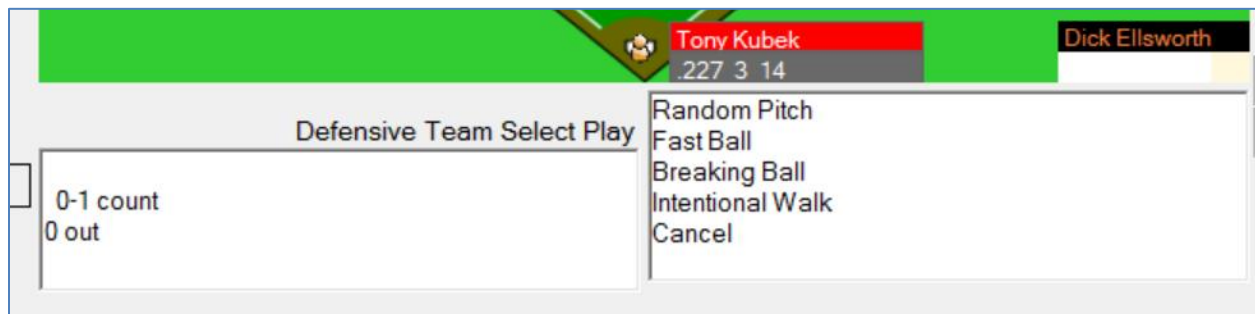 Tony Kubek
.227 3 14
Dick Ellsworth
Defensive Team Select Play
0-1 count
0 out
Random Pitch
Fast Ball
Breaking Ball
Intentional Walk
Cancel